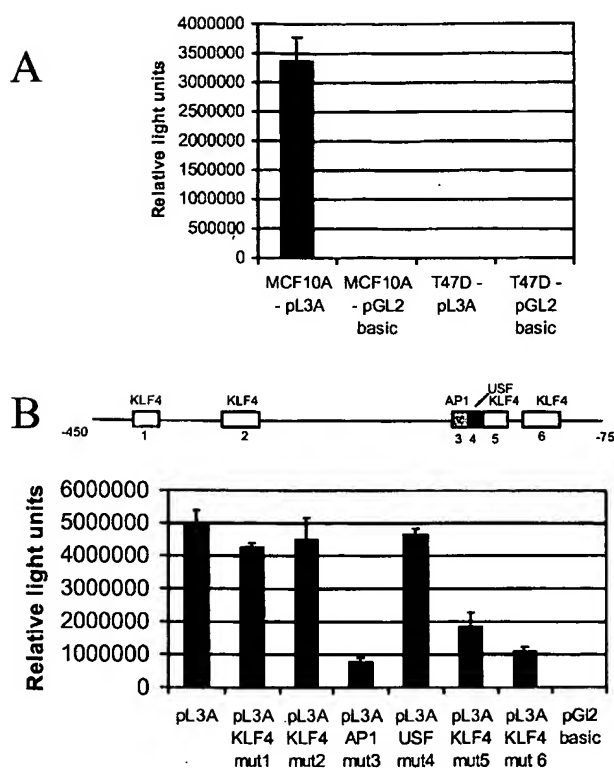 A
Relative light units
4000000
3500000
3000000
2500000
2000000
1500000
1000000
500000
0
MCF10A MCF10A T47D - T47D -
- pL3A - pGL2 pL3A pGL2
basic basic
B
USF
KLF4 KLF4 AP1 KLF4 KLF4
-450 -75
1 2 3 4 5 6
Relative light units
6000000
5000000
4000000
3000000
2000000
1000000
0
pL3A pL3A pL3A pL3A pL3A pL3A pL3A pGl2
KLF4 KLF4 AP1 USF KLF4 KLF4 basic
mut1 mut2 mut3 mut4 mut5 mut 6